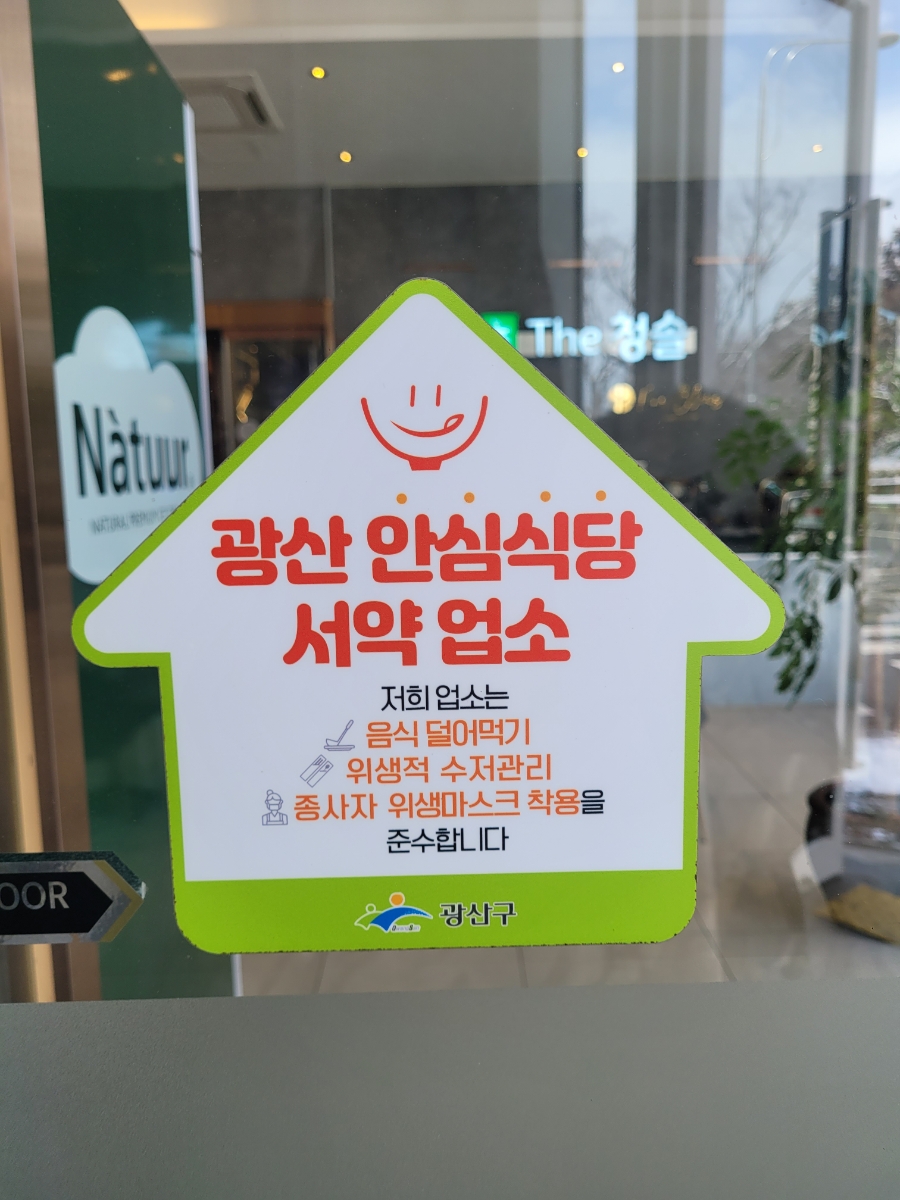 The 청솔
Nàtuur.
광산 안심식당
서약 업소
저희 업소는
음식 덜어먹기
위생적 수저관리
종사자 위생마스크 착용을
준수합니다
OOR
광산구